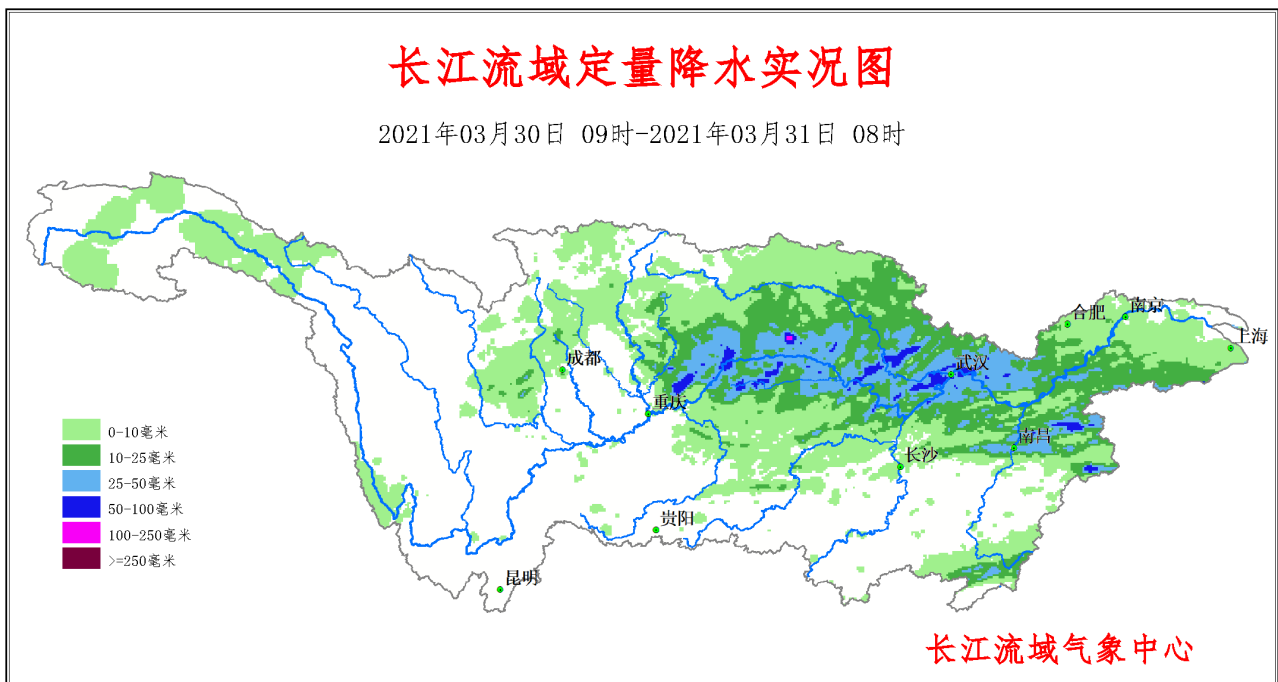 长江流域定量降水实况图
2021年03月30日 09时-2021年03月31日 08时
合肥
南京
上海
成都
武汉
重庆
南昌
长沙
贵阳
昆明
0-10毫米
10-25毫米
25-50毫米
50-100毫米
100-250毫米
>=250毫米
长江流域气象中心